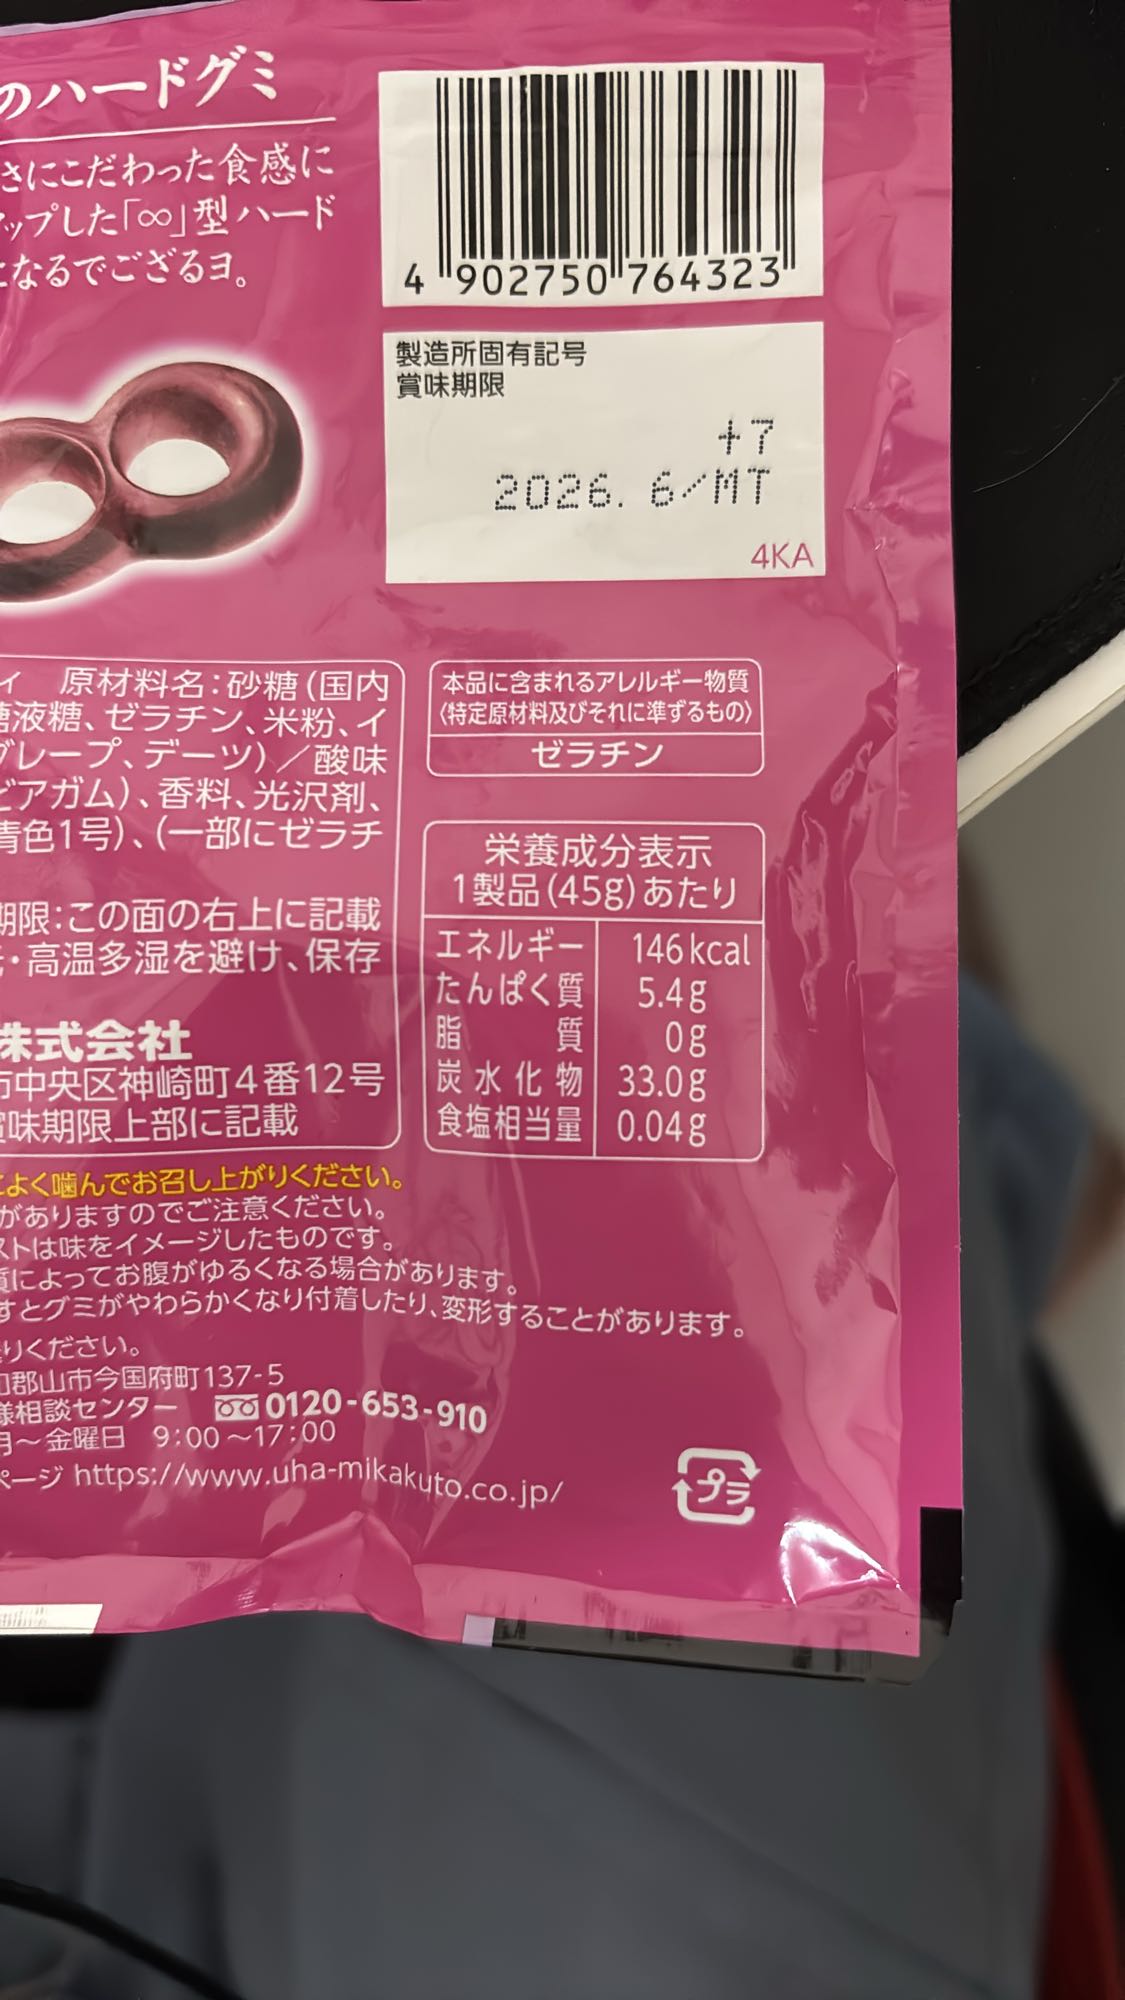 のハードグミ
さにこだわった食感に
ップした「∞」型ハード
になるでござるヨ。
4 902750 764323
製造所固有記号
賞味期限
+7
2026. 6/MT
4KA
原材料名:砂糖(国内
糖液糖、ゼラチン、米粉、イ
グレープ、デーツ)/酸味
ビアガム)、香料、光沢剤、
青色1号)、(一部にゼラチ
期限:この面の右上に記載
・高温多湿を避け、保存
株式会社
市中央区神崎町4番12号
賞味期限上部に記載
本品に含まれるアレルギー物質
〈特定原材料及びそれに準ずるもの〉
ゼラチン
栄養成分表示
1製品(45g)あたり
エネルギー 146kcal
たんぱく質 5.4g
脂質 0g
炭水化物 33.0g
食塩相当量 0.04g
よく噛んでお召し上がりください。
がありますのでご注意ください。
ストは味をイメージしたものです。
質によってお腹がゆるくなる場合があります。
すとグミがやわらかくなり付着したり、変形することがあります。
りください。
郡山市今国府町137-5
様相談センター 0120-653-910
月～金曜日 9:00～17:00
ページ https://www.uha-mikakuto.co.jp/
プラ